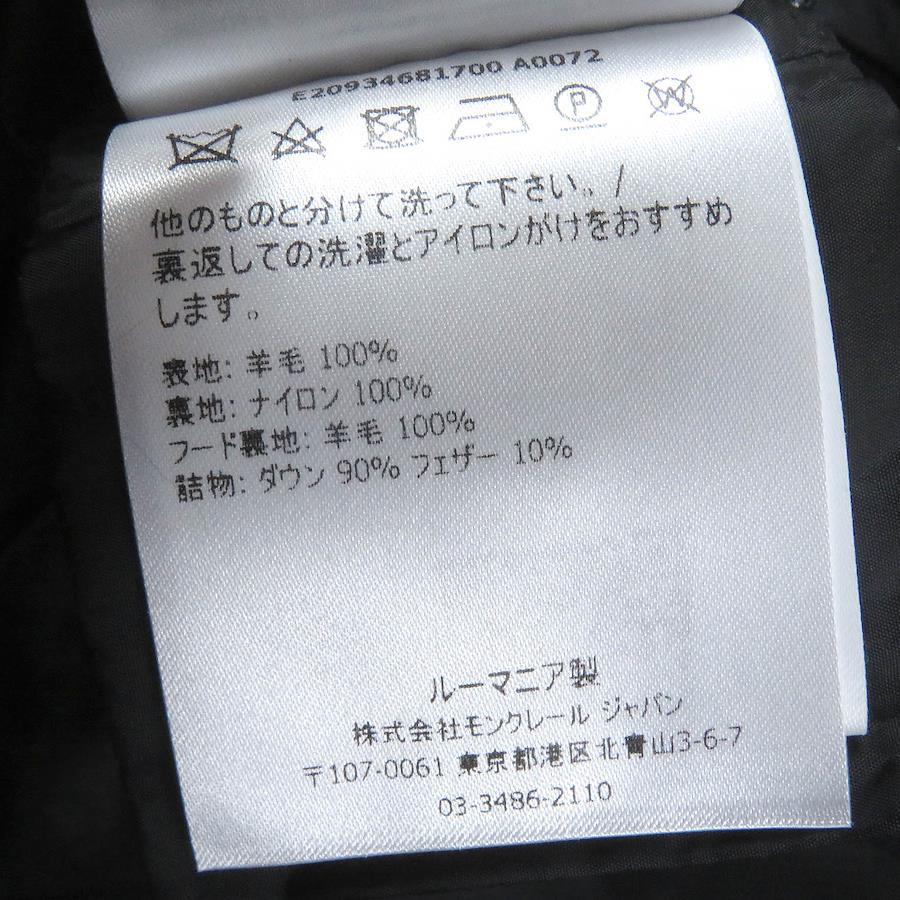 E20934681700 A0072
他のものと分けて洗って下さい。/
裏返しての洗濯とアイロンがけをおすすめ
します。
表地: 羊毛 100%
裏地: ナイロン 100%
フード裏地: 羊毛 100%
詰物: ダウン 90% フェザー 10%
ルーマニア製
株式会社モンクレール ジャパン
〒107-0061 東京都港区北青山3-6-7
03-3486-2110